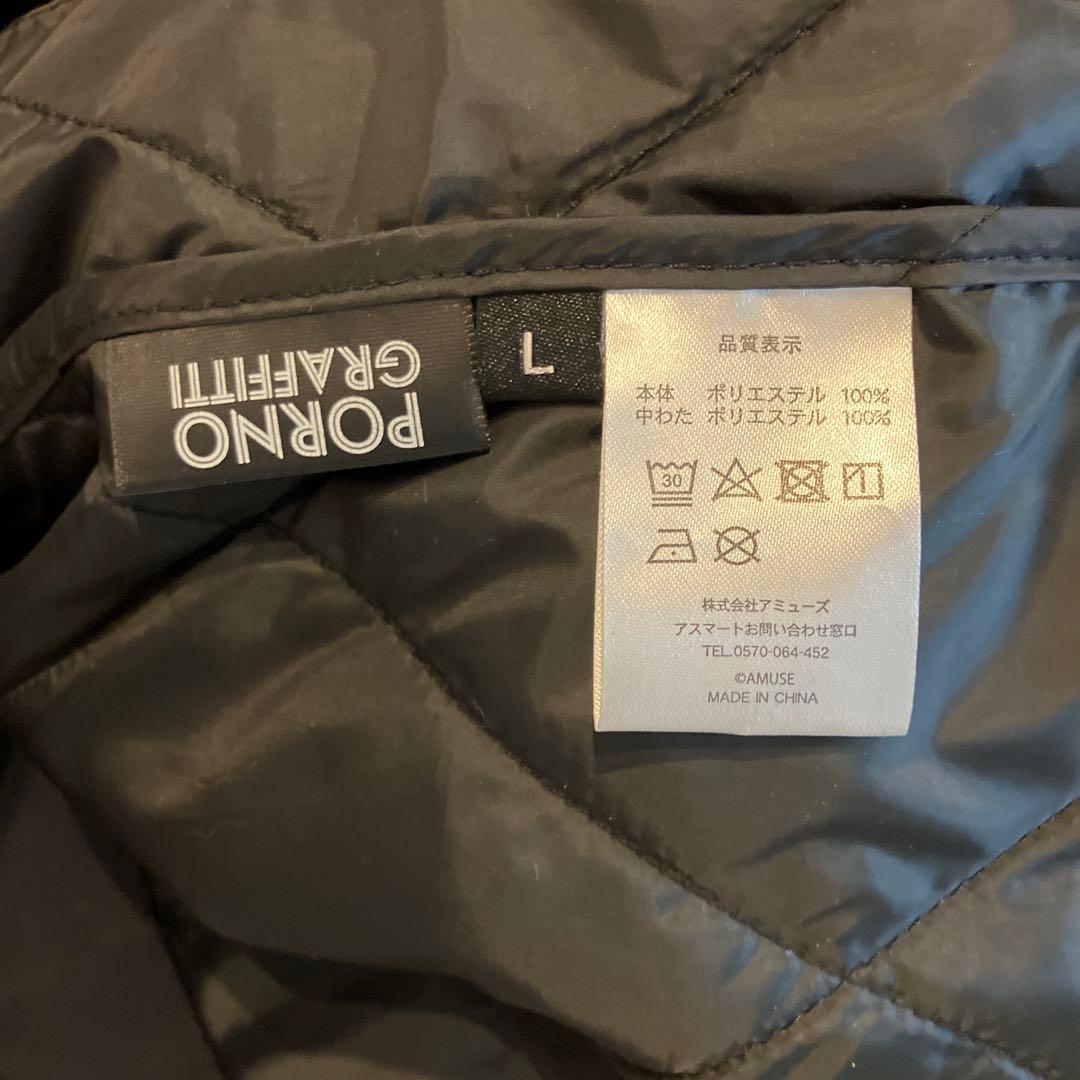 PORNO
GRAFFITTI
L
品質表示
本体 ポリエステル 100%
中わた ポリエステル 100%
30
株式会社アミューズ
アスマートお問い合わせ窓口
TEL.0570-064-452
©AMUSE
MADE IN CHINA